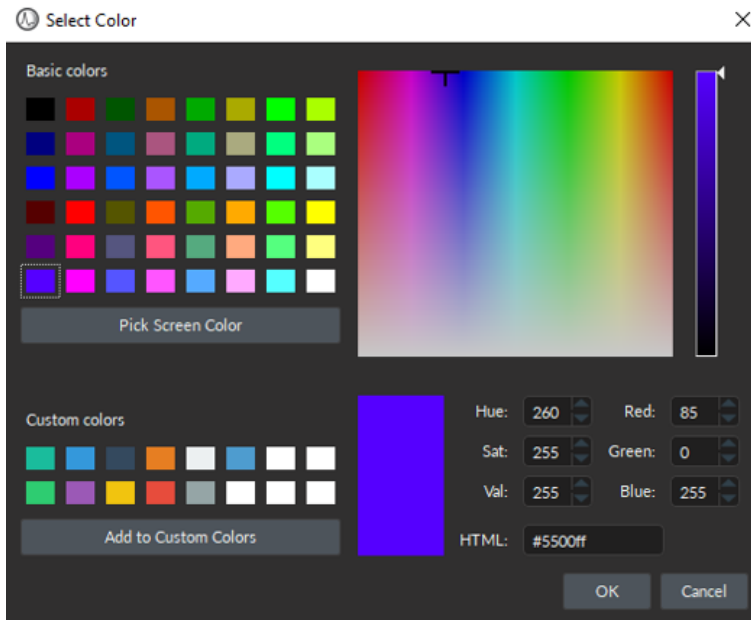 Select Color
Basic colors
Pick Screen Color
Custom colors
Add to Custom Colors
Hue: 260 Red: 85
Sat: 255 Green: 0
Val: 255 Blue: 255
HTML: #5500ff
OK Cancel